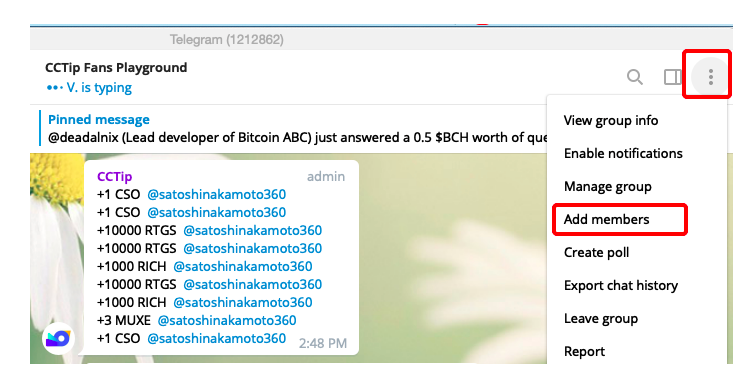 Telegram (1212862)
CCTip Fans Playground
V. is typing
Pinned message
@deadalnix (Lead developer of Bitcoin ABC) just answered a 0.5 $BCH worth of que
CCTip admin
+1 CSO @satoshinakamoto360
+1 CSO @satoshinakamoto360
+10000 RTGS @satoshinakamoto360
+10000 RTGS @satoshinakamoto360
+1000 RICH @satoshinakamoto360
+10000 RTGS @satoshinakamoto360
+1000 RICH @satoshinakamoto360
+3 MUXE @satoshinakamoto360
+1 CSO @satoshinakamoto360 2:48 PM
View group info
Enable notifications
Manage group
Add members
Create poll
Export chat history
Leave group
Report